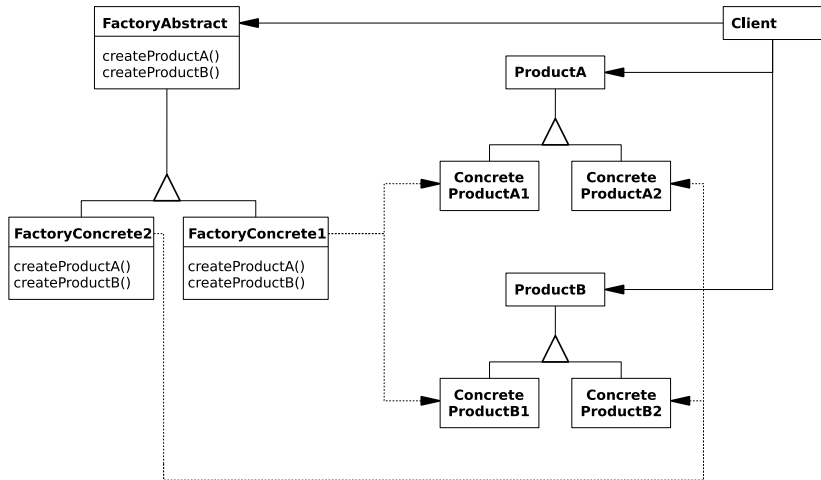 FactoryAbstract
createProductA()
createProductB()
Client
ProductA
Concrete
ProductA1
Concrete
ProductA2
FactoryConcrete2
createProductA()
createProductB()
FactoryConcrete1
createProductA()
createProductB()
ProductB
Concrete
ProductB1
Concrete
ProductB2